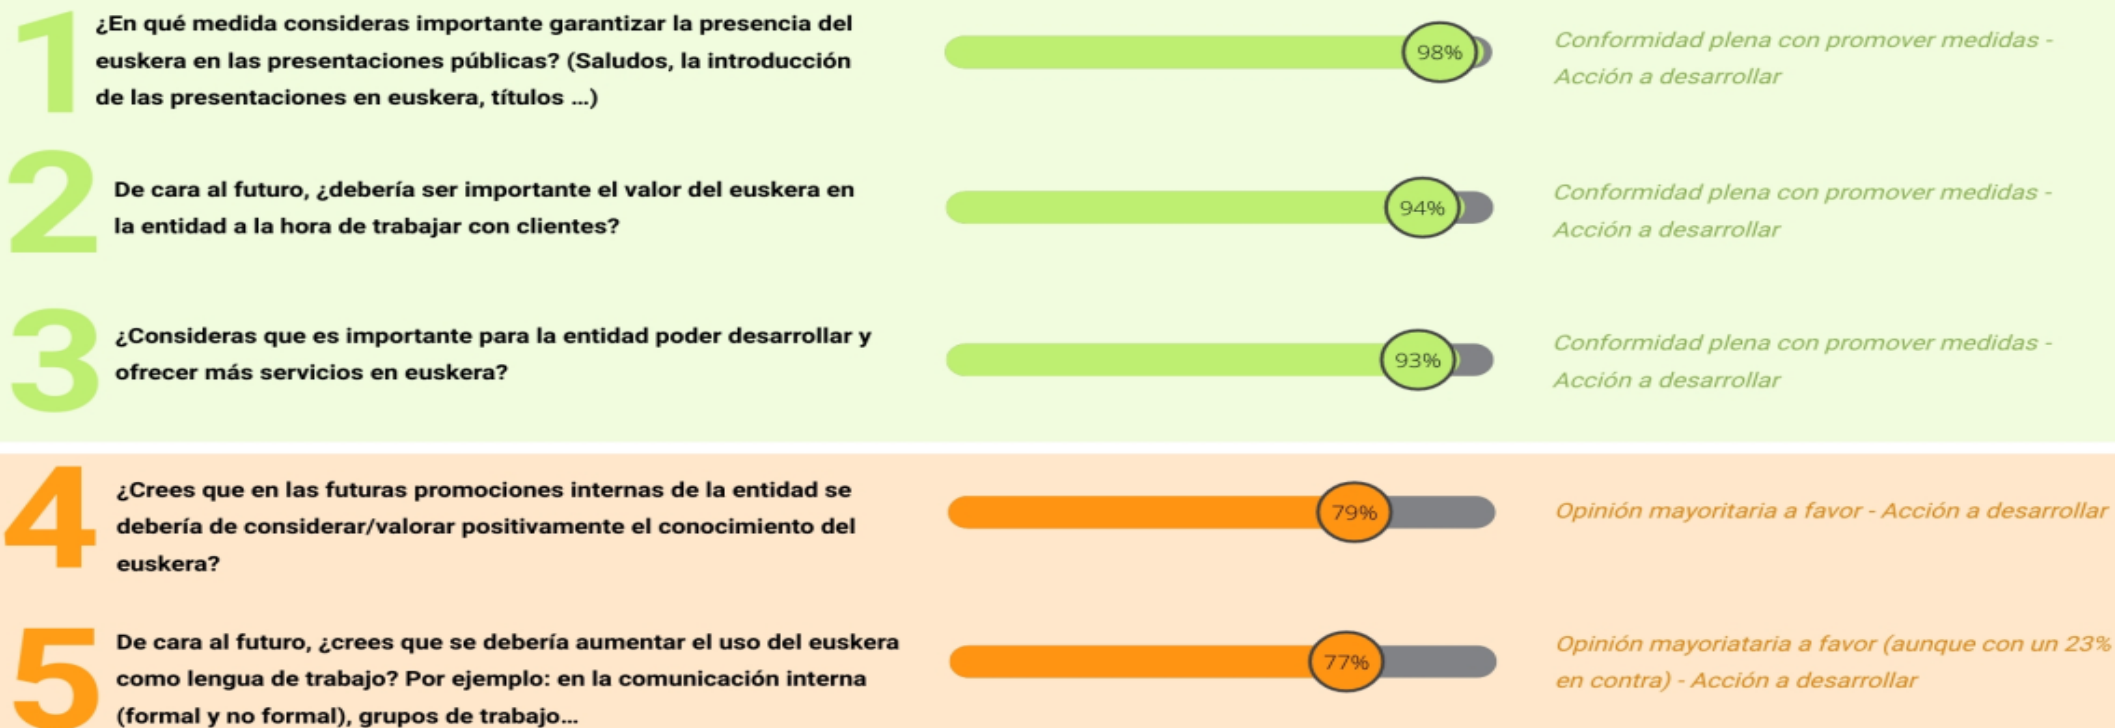 1
¿En qué medida consideras importante garantizar la presencia del
euskera en las presentaciones públicas? (Saludos, la introducción
de las presentaciones en euskera, títulos ...)
98%
Conformidad plena con promover medidas -
Acción a desarrollar
2
De cara al futuro, ¿debería ser importante el valor del euskera en
la entidad a la hora de trabajar con clientes?
94%
Conformidad plena con promover medidas -
Acción a desarrollar
3
¿Consideras que es importante para la entidad poder desarrollar y
ofrecer más servicios en euskera?
93%
Conformidad plena con promover medidas -
Acción a desarrollar
4
¿Crees que en las futuras promociones internas de la entidad se
debería de considerar/valorar positivamente el conocimiento del
euskera?
79%
Opinión mayoritaria a favor - Acción a desarrollar
5
De cara al futuro, ¿crees que se debería aumentar el uso del euskera
como lengua de trabajo? Por ejemplo: en la comunicación interna
(formal y no formal), grupos de trabajo...
77%
Opinión mayoriataria a favor (aunque con un 23%
en contra) - Acción a desarrollar